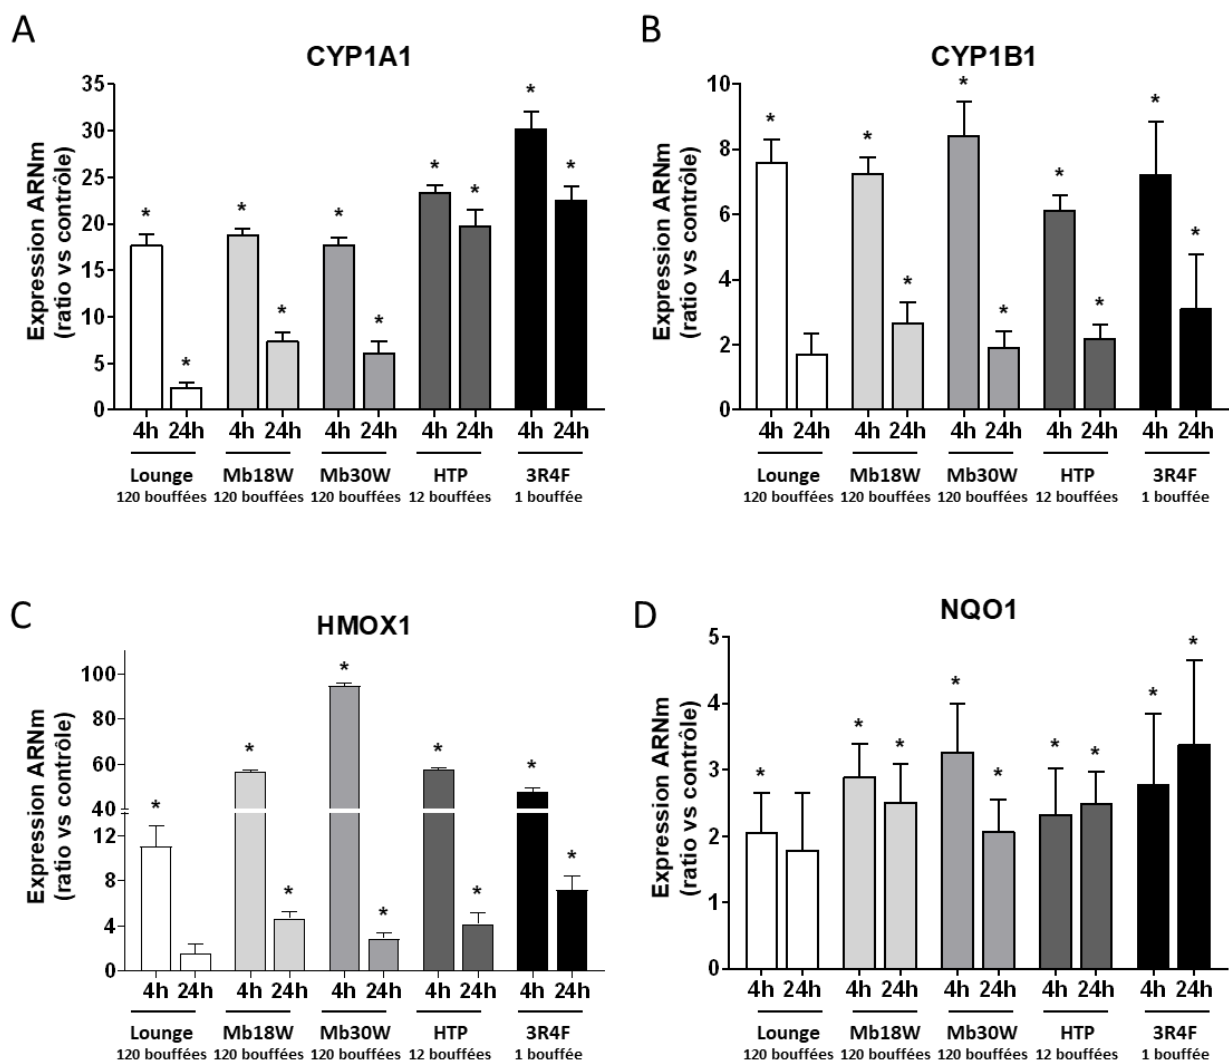 A
CYP1A1
Expression ARNm
(ratio vs contrôle)
35
30
25
20
15
10
5
0
* * * * * * * * * *
4h 24h 4h 24h 4h 24h 4h 24h 4h 24h
Lounge Mb18W Mb30W HTP 3R4F
120 bouffées 120 bouffées 120 bouffées 12 bouffées 1 bouffée
B
CYP1B1
Expression ARNm
(ratio vs contrôle)
10
8
6
4
2
0
* * * * * * * * *
4h 24h 4h 24h 4h 24h 4h 24h 4h 24h
Lounge Mb18W Mb30W HTP 3R4F
120 bouffées 120 bouffées 120 bouffées 12 bouffées 1 bouffée
C
HMOX1
Expression ARNm
(ratio vs contrôle)
100
80
60
40
12
8
4
0
* * * * * * * * *
4h 24h 4h 24h 4h 24h 4h 24h 4h 24h
Lounge Mb18W Mb30W HTP 3R4F
120 bouffées 120 bouffées 120 bouffées 12 bouffées 1 bouffée
D
NQO1
Expression ARNm
(ratio vs contrôle)
5
4
3
2
1
0
* * * * * * * * *
4h 24h 4h 24h 4h 24h 4h 24h 4h 24h
Lounge Mb18W Mb30W HTP 3R4F
120 bouffées 120 bouffées 120 bouffées 12 bouffées 1 bouffée